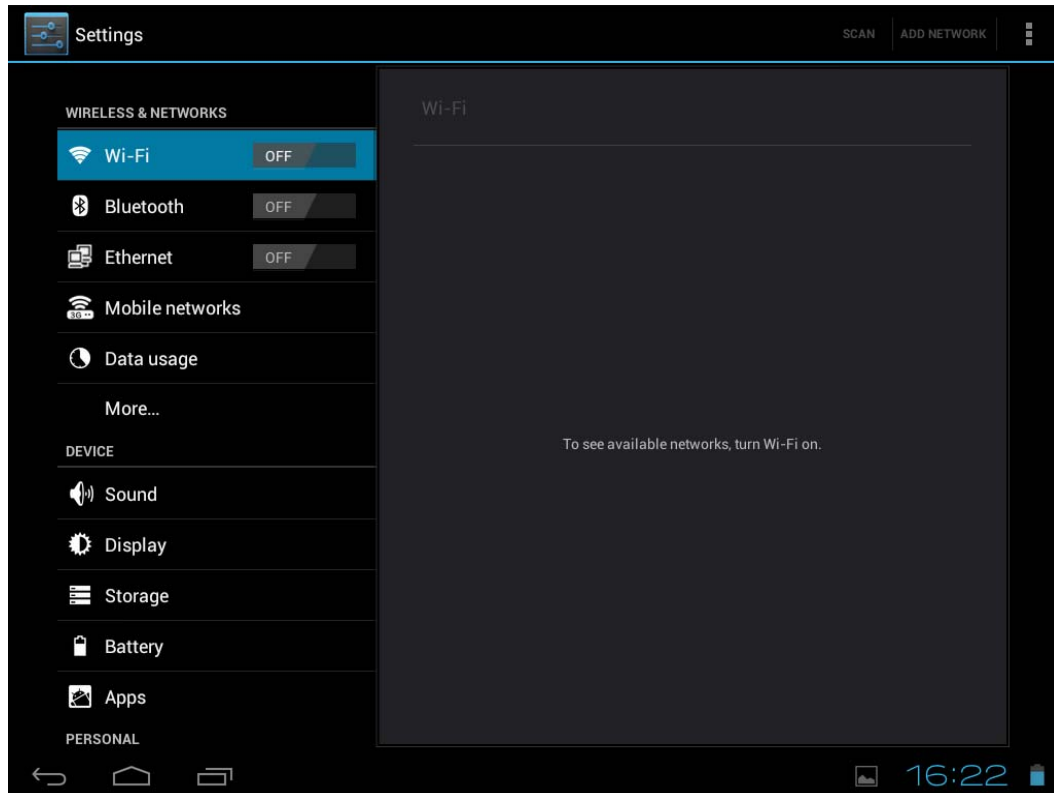 Settings
SCAN
ADD NETWORK
WIRELESS & NETWORKS
Wi-Fi
OFF
Bluetooth
OFF
Ethernet
OFF
3G
Mobile networks
Data usage
More...
DEVICE
Sound
Display
Storage
Battery
Apps
PERSONAL
Wi-Fi
To see available networks, turn Wi-Fi on.
16:22